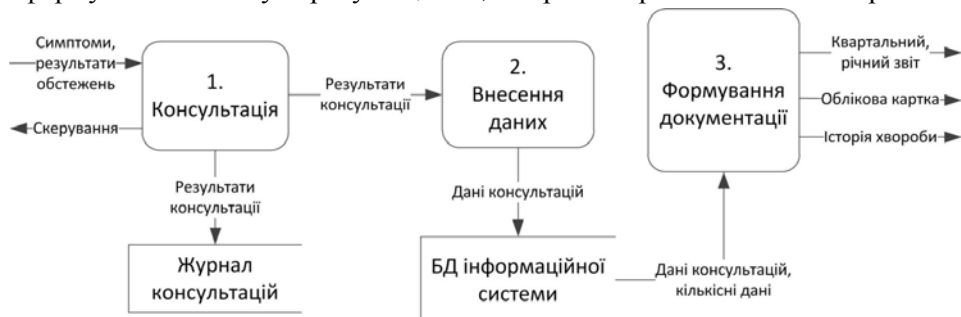 Симптоми,
результати
обстежень
Скерування
1.
Консультація
Результати
консультації
Результати
консультації
Журнал
консультацій
2.
Внесення
даних
Дані консультацій
БД інформаційної
системи
Дані консультацій,
кількісні дані
3.
Формування
документації
Квартальний,
річний звіт
Облікова картка
Історія хвороби